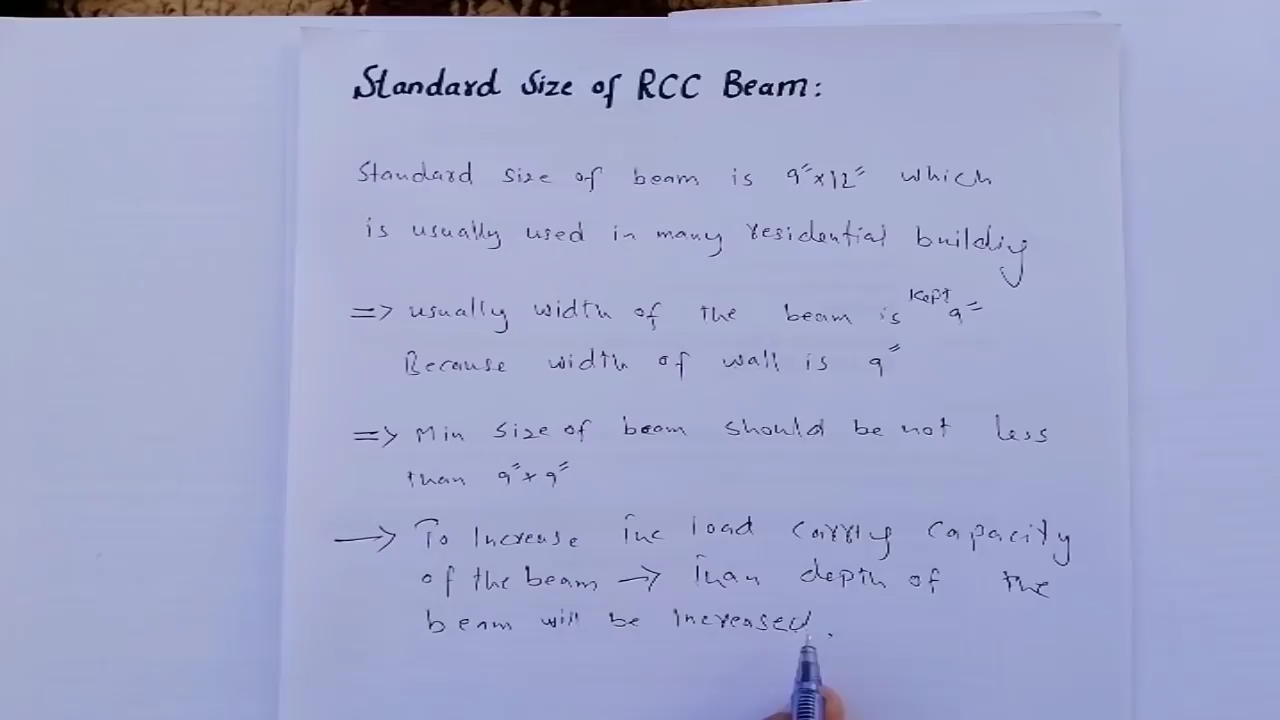 Standard Size of RCC Beam:
Standard size of beam is 9"x12" which
is usually used in many residential building
=> usually width of the beam is kept 9"
Because width of wall is 9"
=> Min size of beam should be not less
than 9"x9"
→ To Increase the load carrying capacity
of the beam → Than depth of the
beam will be Increased.